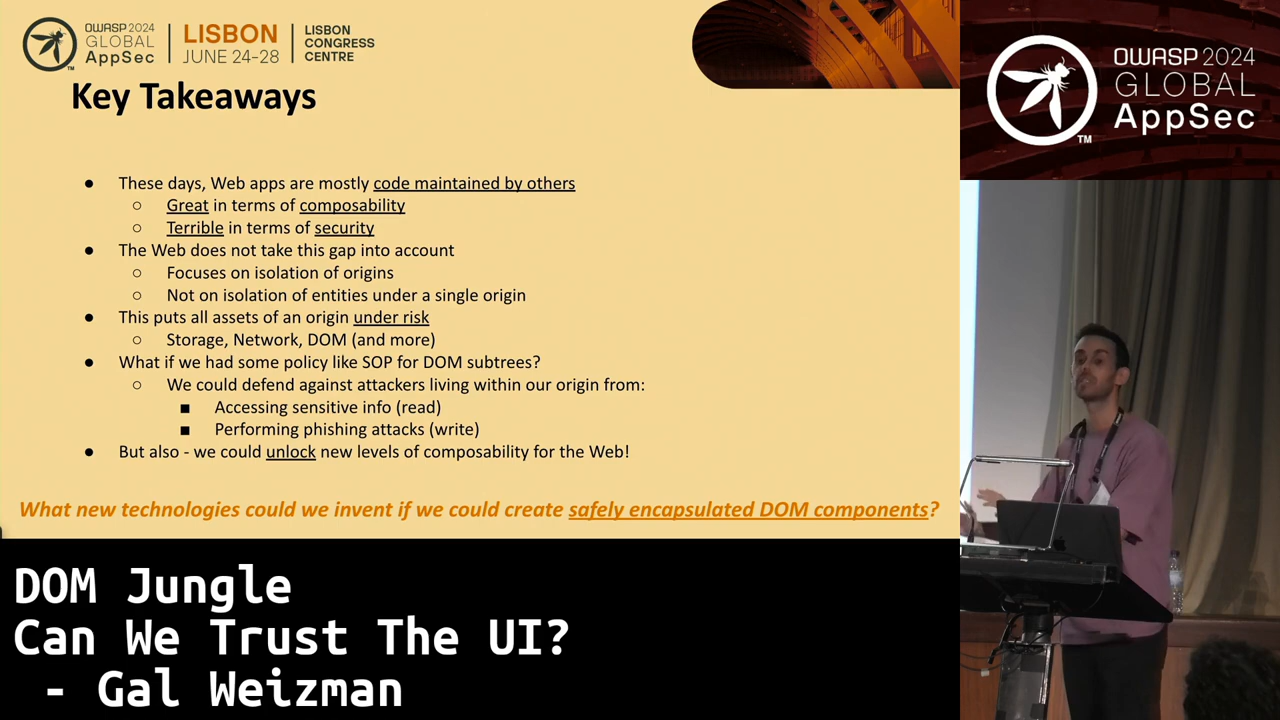 OWASP 2024
GLOBAL
AppSec
TM
LISBON
JUNE 24-28
LISBON
CONGRESS
CENTRE
Key Takeaways
● These days, Web apps are mostly code maintained by others
○ Great in terms of composability
○ Terrible in terms of security
● The Web does not take this gap into account
○ Focuses on isolation of origins
○ Not on isolation of entities under a single origin
● This puts all assets of an origin under risk
○ Storage, Network, DOM (and more)
● What if we had some policy like SOP for DOM subtrees?
○ We could defend against attackers living within our origin from:
■ Accessing sensitive info (read)
■ Performing phishing attacks (write)
● But also - we could unlock new levels of composability for the Web!
What new technologies could we invent if we could create safely encapsulated DOM components?
OWASP 2024
GLOBAL
AppSec
TM
DOM Jungle
Can We Trust The UI?
- Gal Weizman